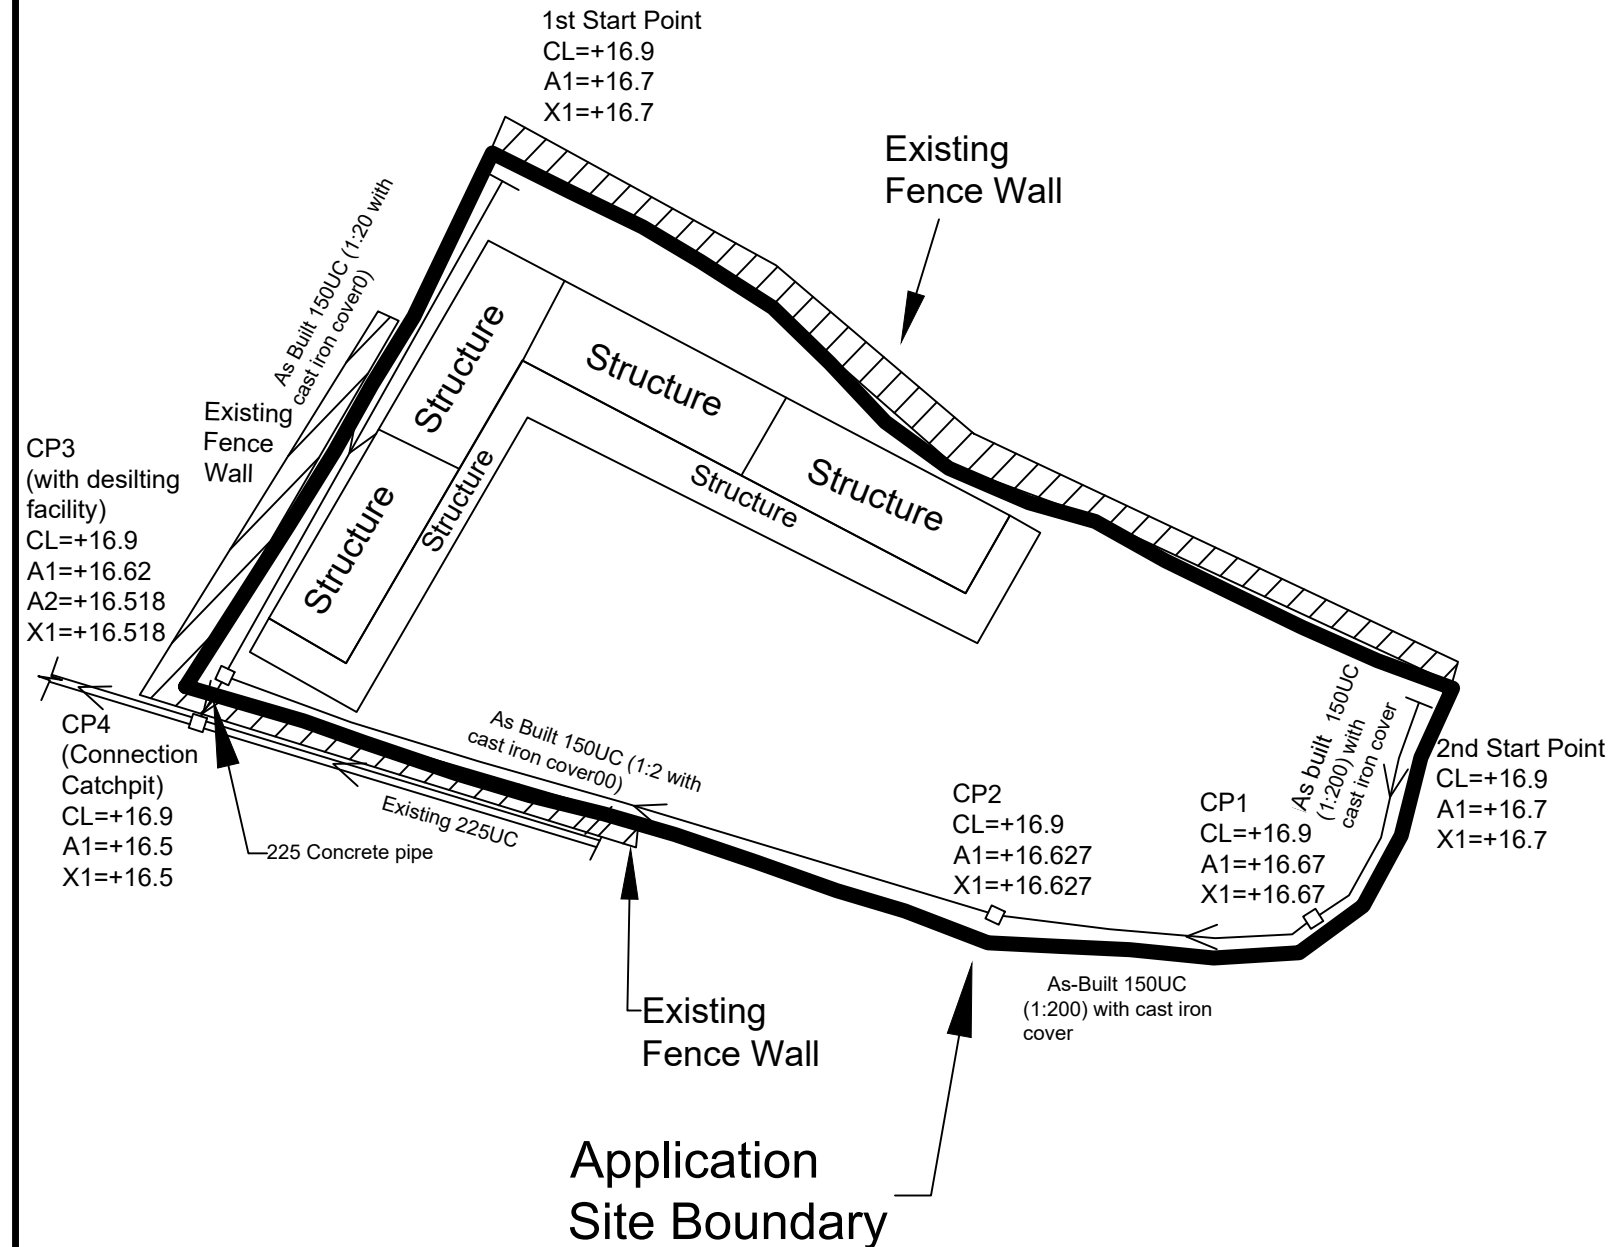 1st Start Point
CL=+16.9
A1=+16.7
X1=+16.7
Existing
Fence Wall
As Built 150UC (1:20 with
cast iron cover0)
Existing
Fence
Wall
CP3
(with desilting
facility)
CL=+16.9
A1=+16.62
A2=+16.518
X1=+16.518
Structure
Structure
Structure
Structure
Structure
Structure
CP4
(Connection
Catchpit)
CL=+16.9
A1=+16.5
X1=+16.5
As Built 150UC (1:2 with
cast iron cover00)
Existing 225UC
225 Concrete pipe
CP2
CL=+16.9
A1=+16.627
X1=+16.627
CP1
CL=+16.9
A1=+16.67
X1=+16.67
As built 150UC
(1:200) with
cast iron cover
2nd Start Point
CL=+16.9
A1=+16.7
X1=+16.7
As-Built 150UC
(1:200) with cast iron
cover
Existing
Fence Wall
Application
Site Boundary